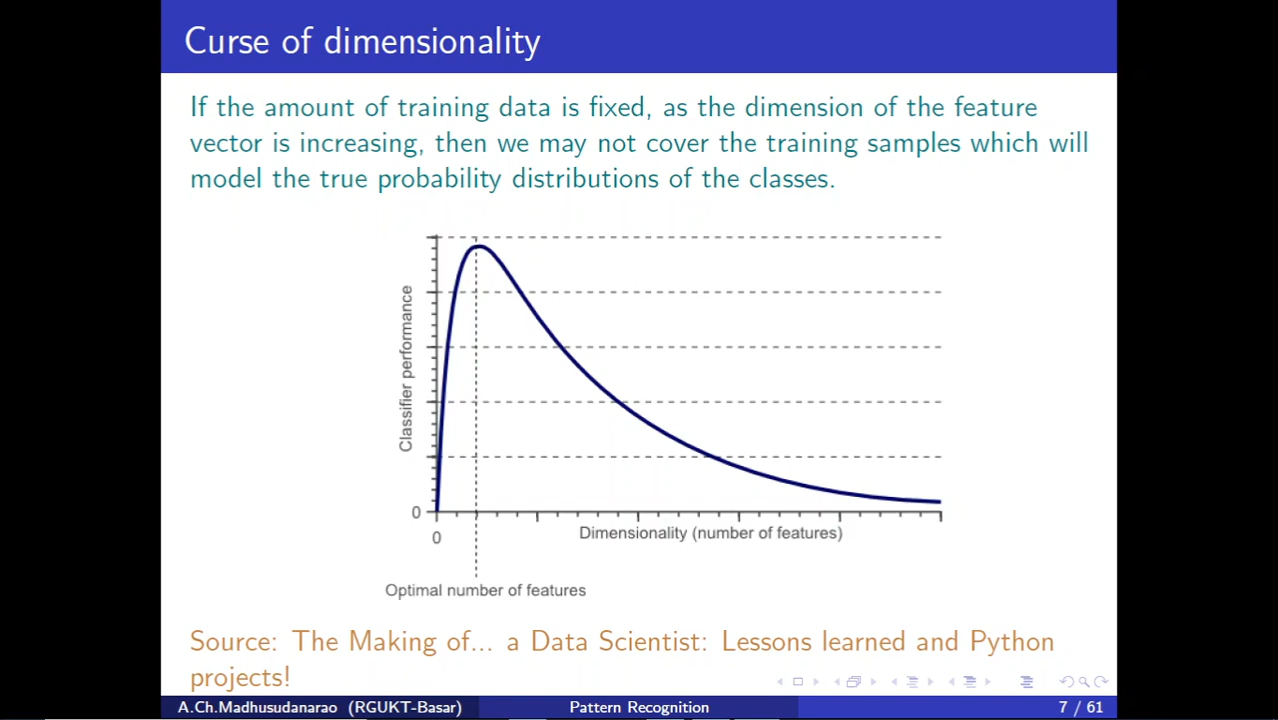 Curse of dimensionality
If the amount of training data is fixed, as the dimension of the feature
vector is increasing, then we may not cover the training samples which will
model the true probability distributions of the classes.
Classifier performance
0
0
Dimensionality (number of features)
Optimal number of features
Source: The Making of... a Data Scientist: Lessons learned and Python
projects!
A.Ch.Madhusudanarao (RGUKT-Basar)
Pattern Recognition
7 / 61